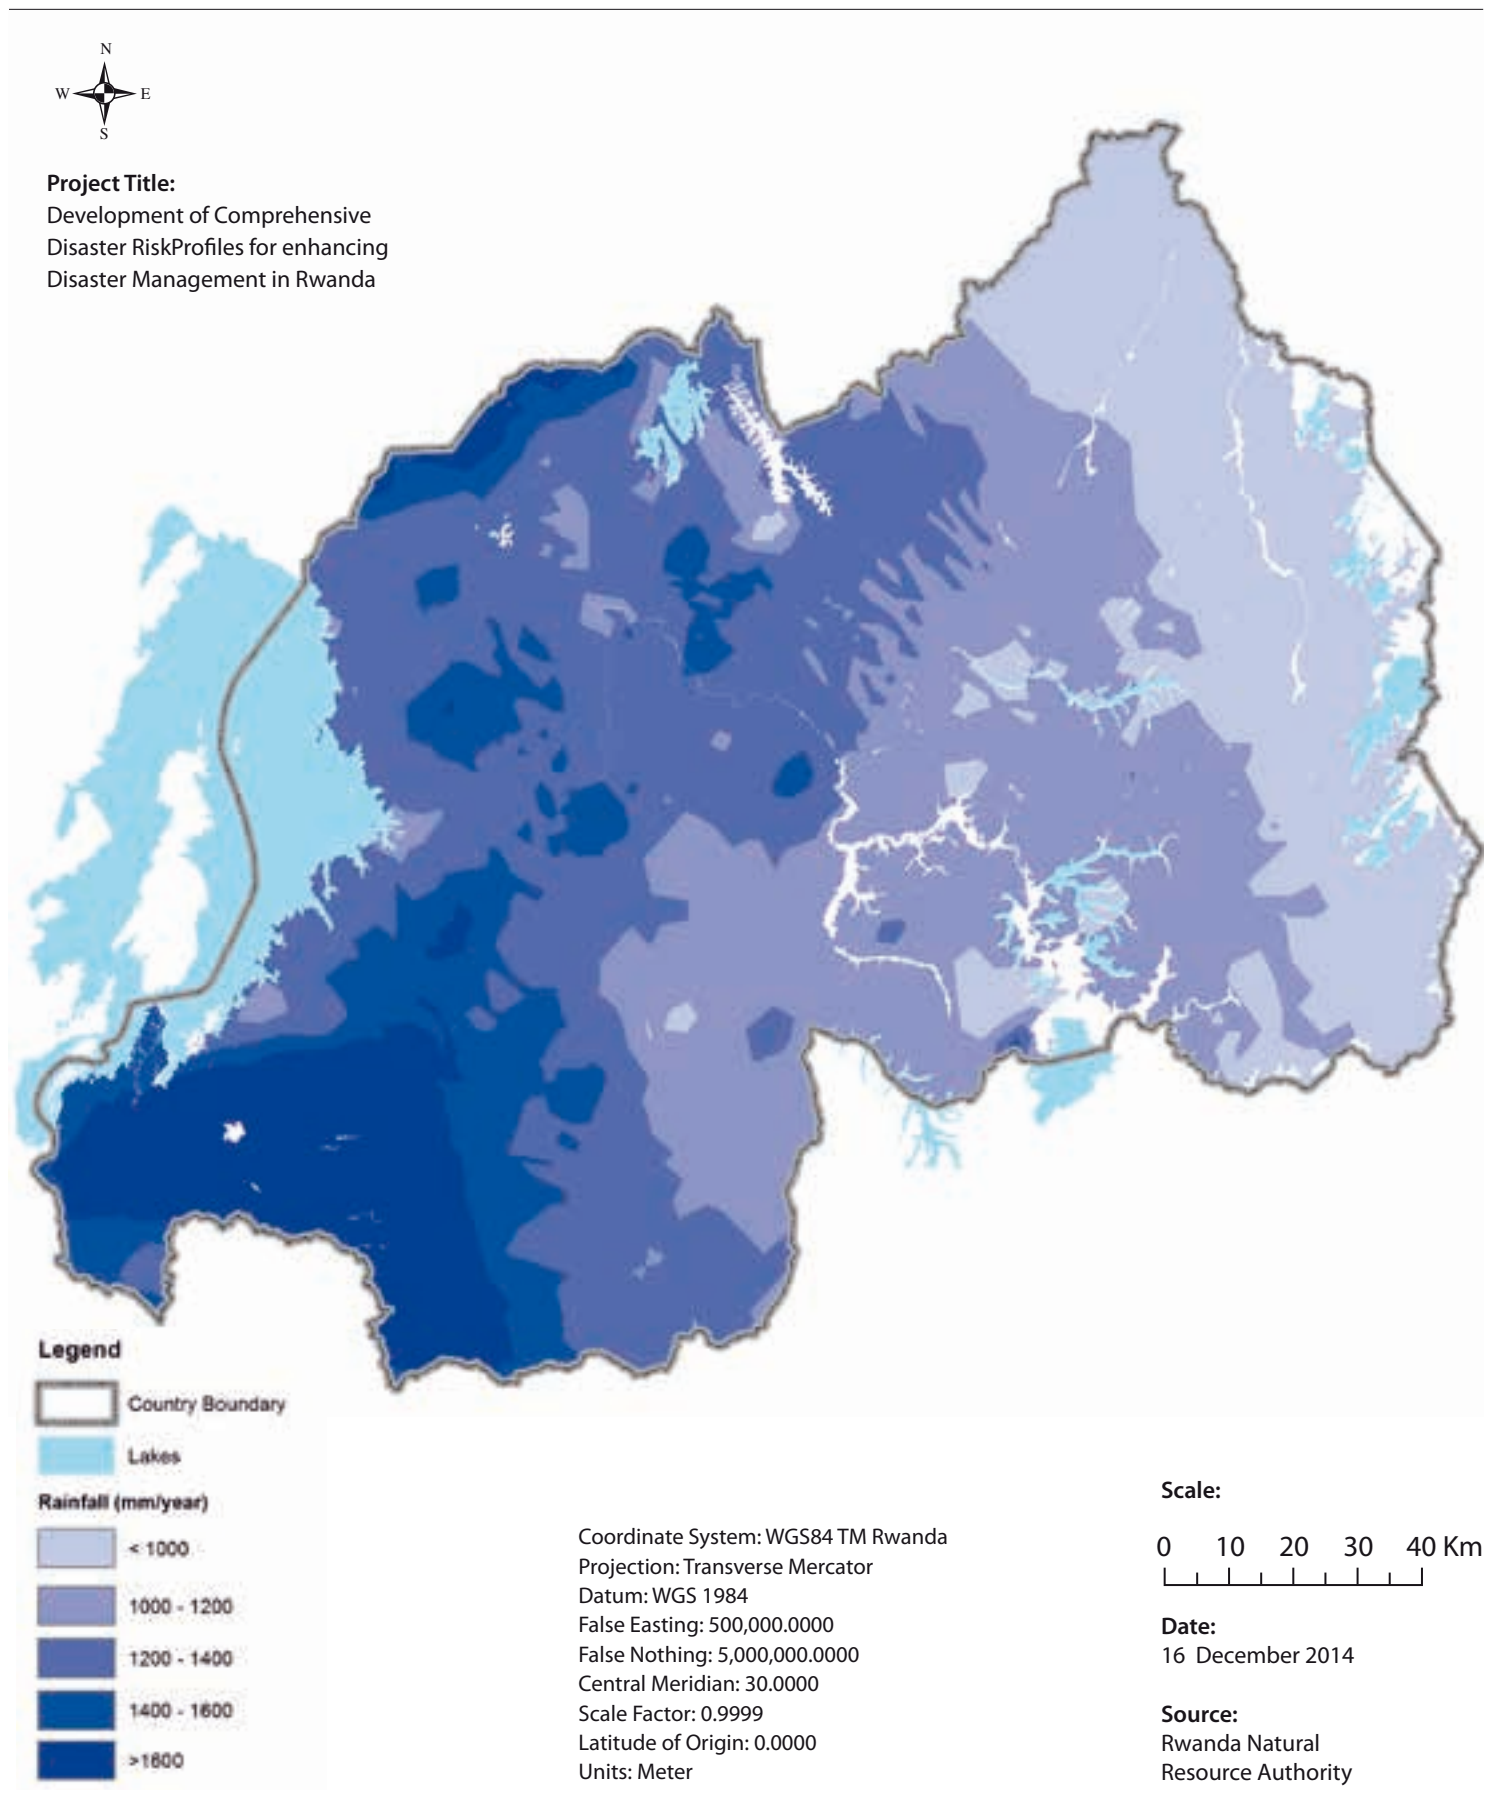 N
W E
S
Project Title:
Development of Comprehensive
Disaster RiskProfiles for enhancing
Disaster Management in Rwanda
Legend
Country Boundary
Lakes
Rainfall (mm/year)
< 1000
1000 - 1200
1200 - 1400
1400 - 1600
>1600
Coordinate System: WGS84 TM Rwanda
Projection: Transverse Mercator
Datum: WGS 1984
False Easting: 500,000.0000
False Nothing: 5,000,000.0000
Central Meridian: 30.0000
Scale Factor: 0.9999
Latitude of Origin: 0.0000
Units: Meter
Scale:
0 10 20 30 40 Km
Date:
16 December 2014
Source:
Rwanda Natural
Resource Authority